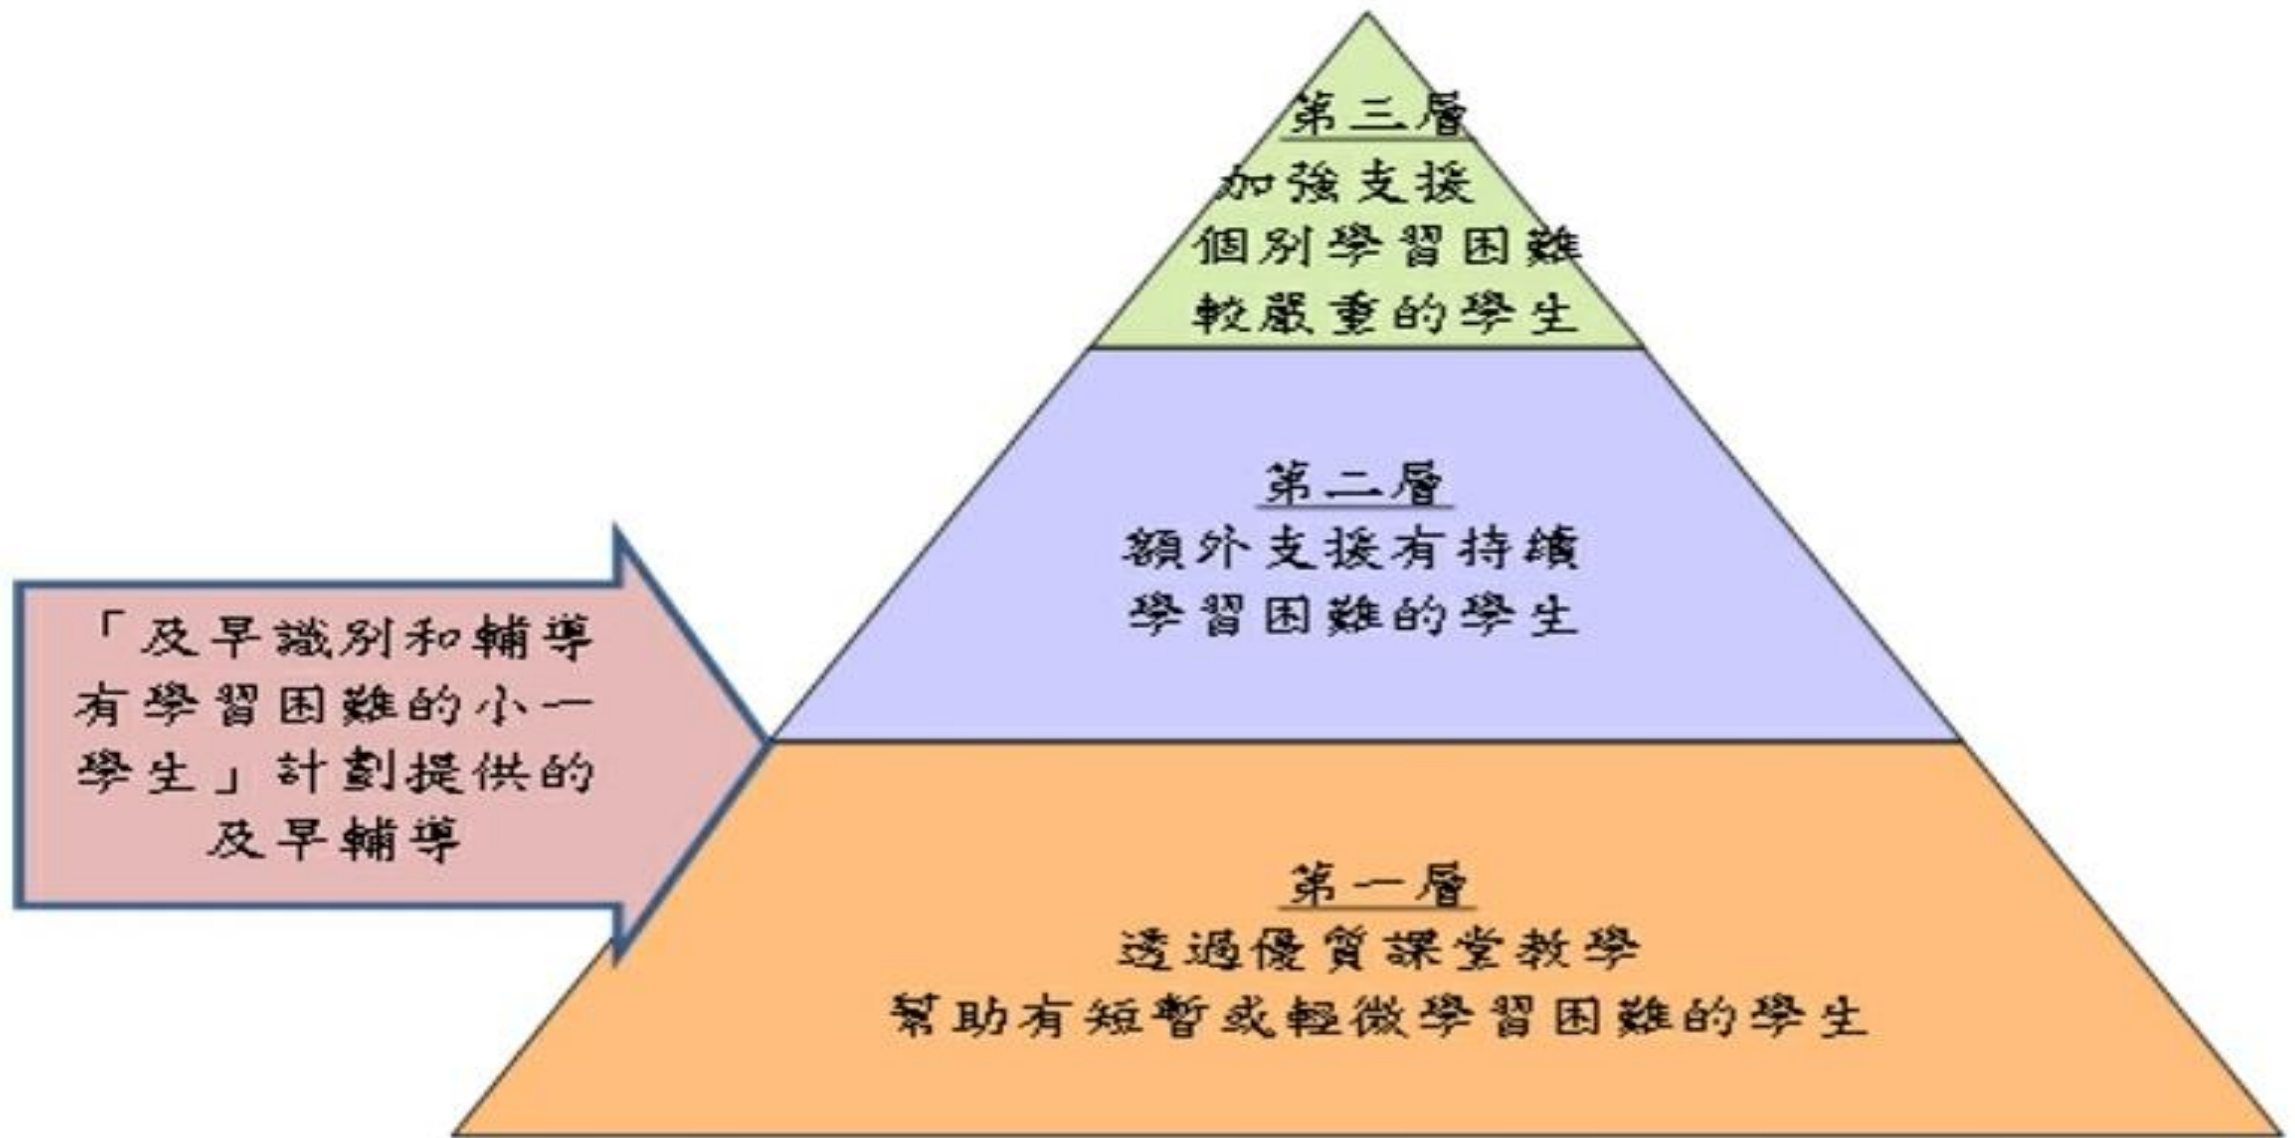 第三層
加強支援
個別學習困難
較嚴重的學生
第二層
額外支援有持續
學習困難的學生
「及早識別和輔導
有學習困難的小一
學生」計劃提供的
及早輔導
第一層
透過優質課堂教學
幫助有短暫或輕微學習困難的學生